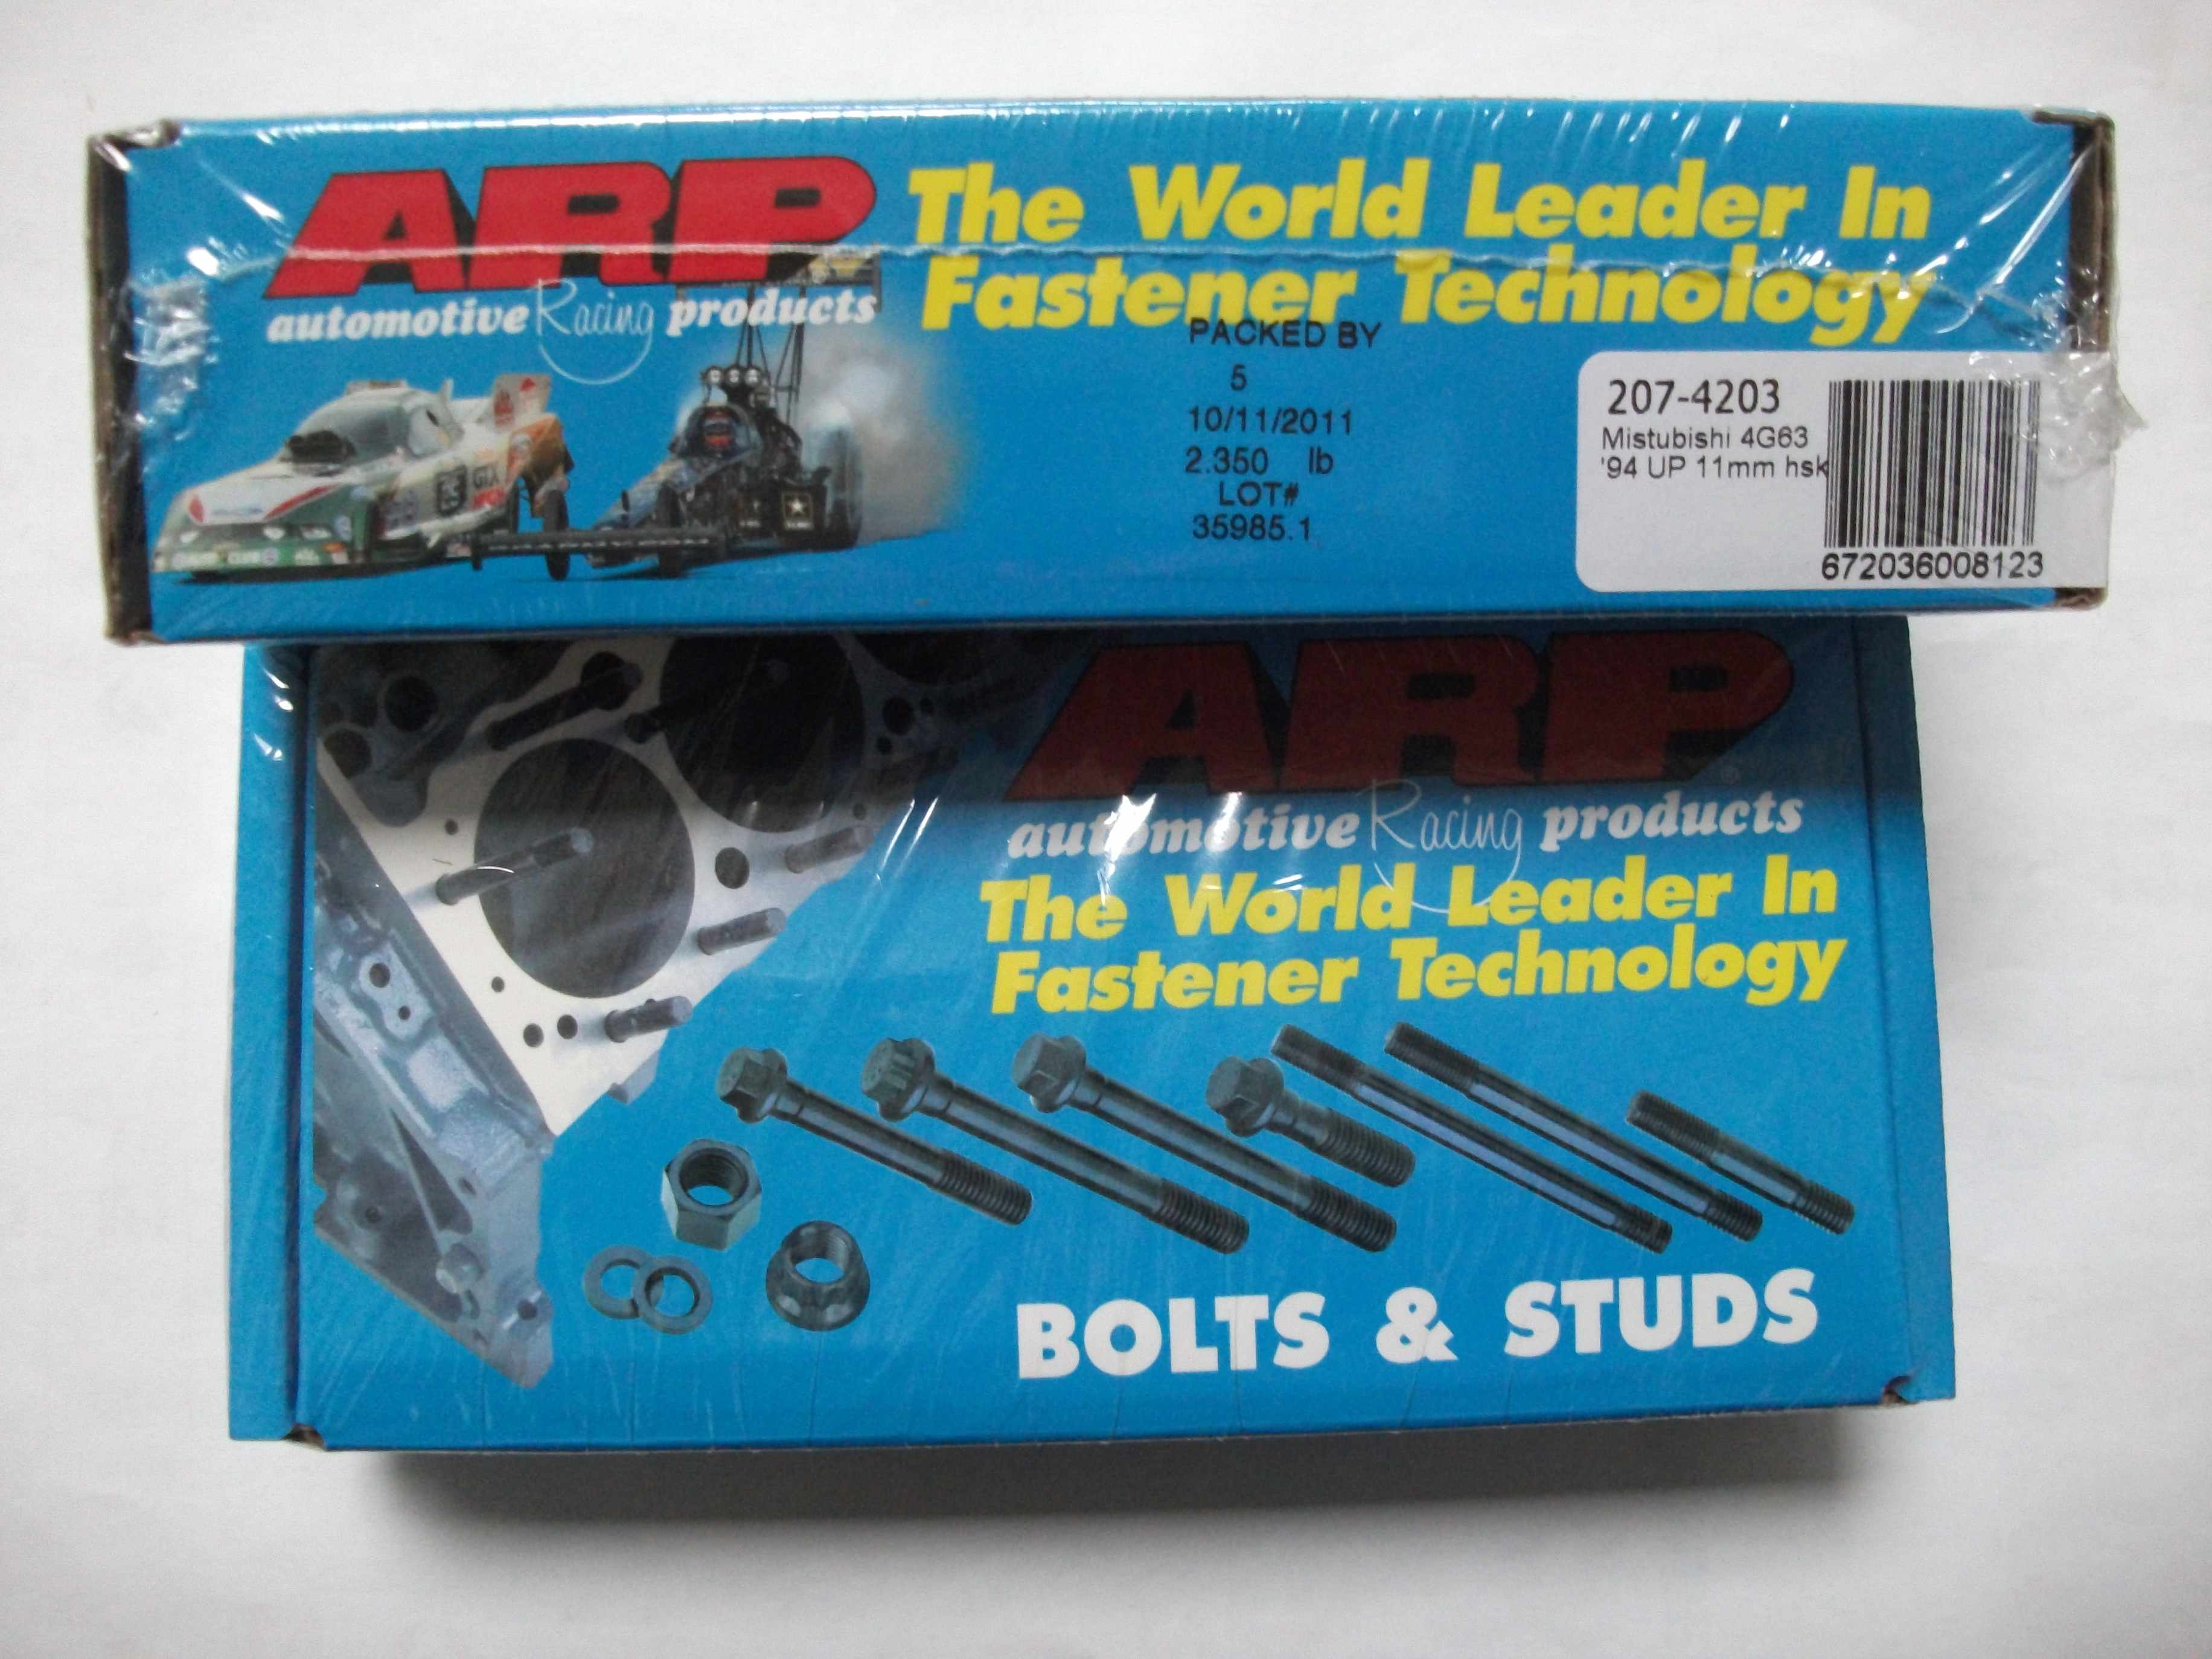 ARP
automotive Racing products
The World Leader In
Fastener Technology
PACKED BY
5
10/11/2011
2.350 lb
LOT#
35985.1
207-4203
Mistubishi 4G63
'94 UP 11mm hsk
672036008123
ARP
automotive Racing products
The World Leader In
Fastener Technology
BOLTS & STUDS